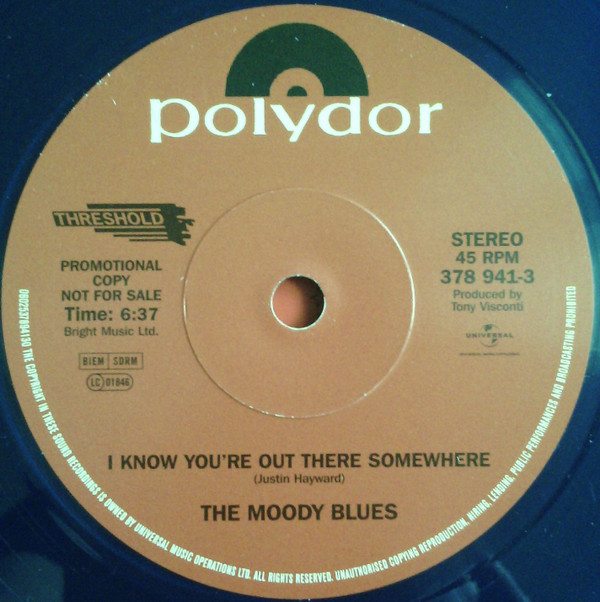 polydor
THRESHOLD
PROMOTIONAL
COPY
NOT FOR SALE
Time: 6:37
Bright Music Ltd.
BIEM SDRM
LC 01846
STEREO
45 RPM
378 941-3
Produced by
Tony Visconti
UNIVERSAL
I KNOW YOU'RE OUT THERE SOMEWHERE
(Justin Hayward)
THE MOODY BLUES
THE COPYRIGHT IN THESE SOUND RECORDINGS IS OWNED BY UNIVERSAL MUSIC OPERATIONS LTD. ALL RIGHTS RESERVED. UNAUTHORISED COPYING REPRODUCTION, HIRING, LENDING, PUBLIC PERFORMANCES AND BROADCASTING PROHIBITED